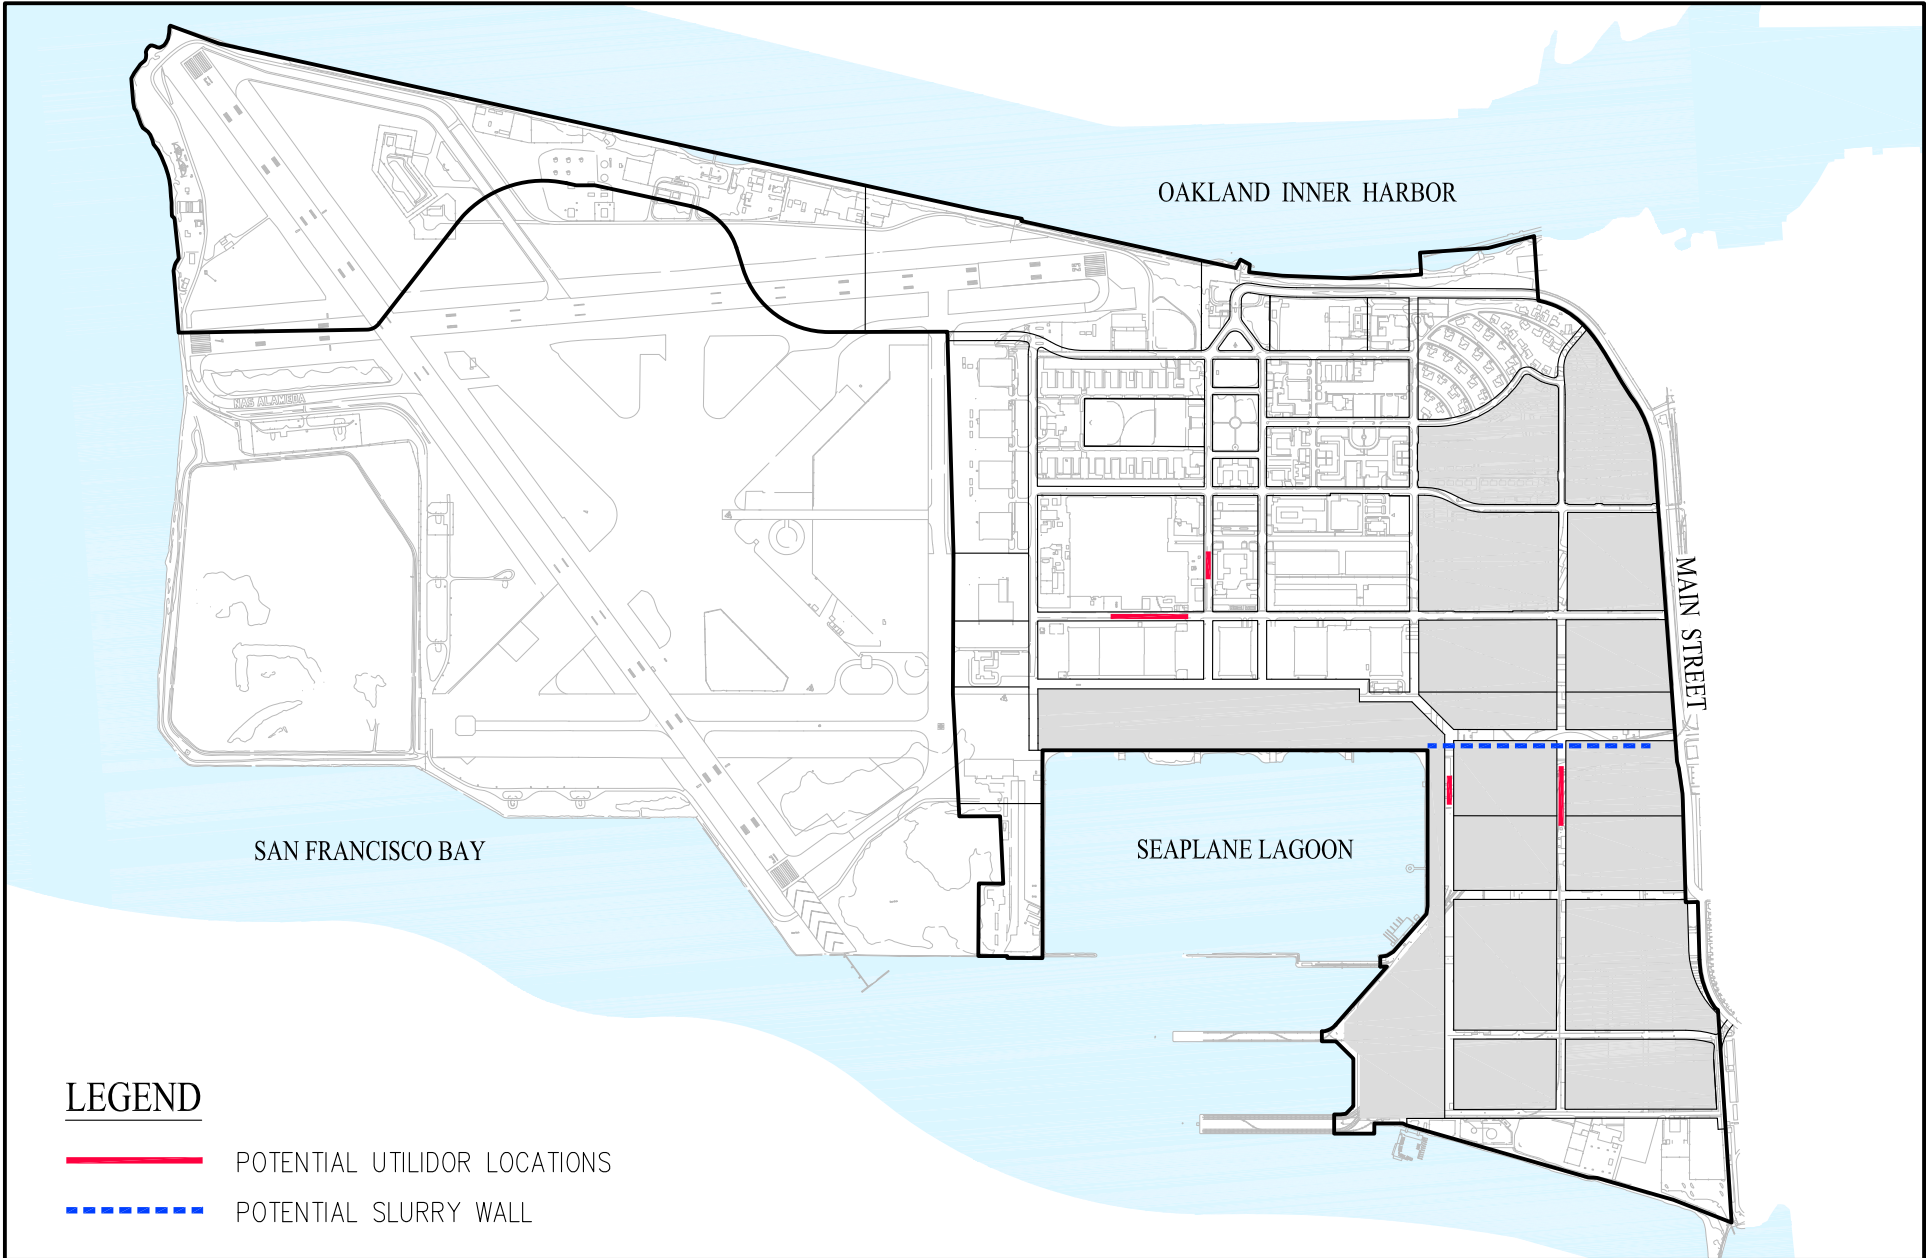 OAKLAND INNER HARBOR
NAS ALAMEDA
MAIN STREET
SAN FRANCISCO BAY
SEAPLANE LAGOON
LEGEND
POTENTIAL UTILIDOR LOCATIONS
POTENTIAL SLURRY WALL